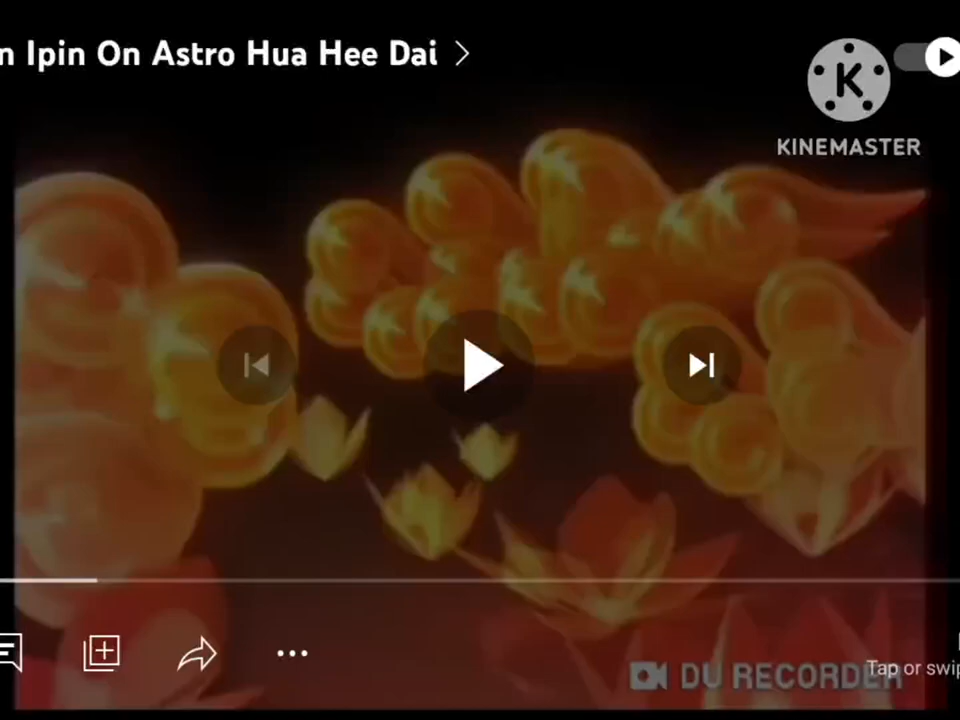 n Ipin On Astro Hua Hee Dai
K
KINEMASTER
DU RECORDER
Tap or swip